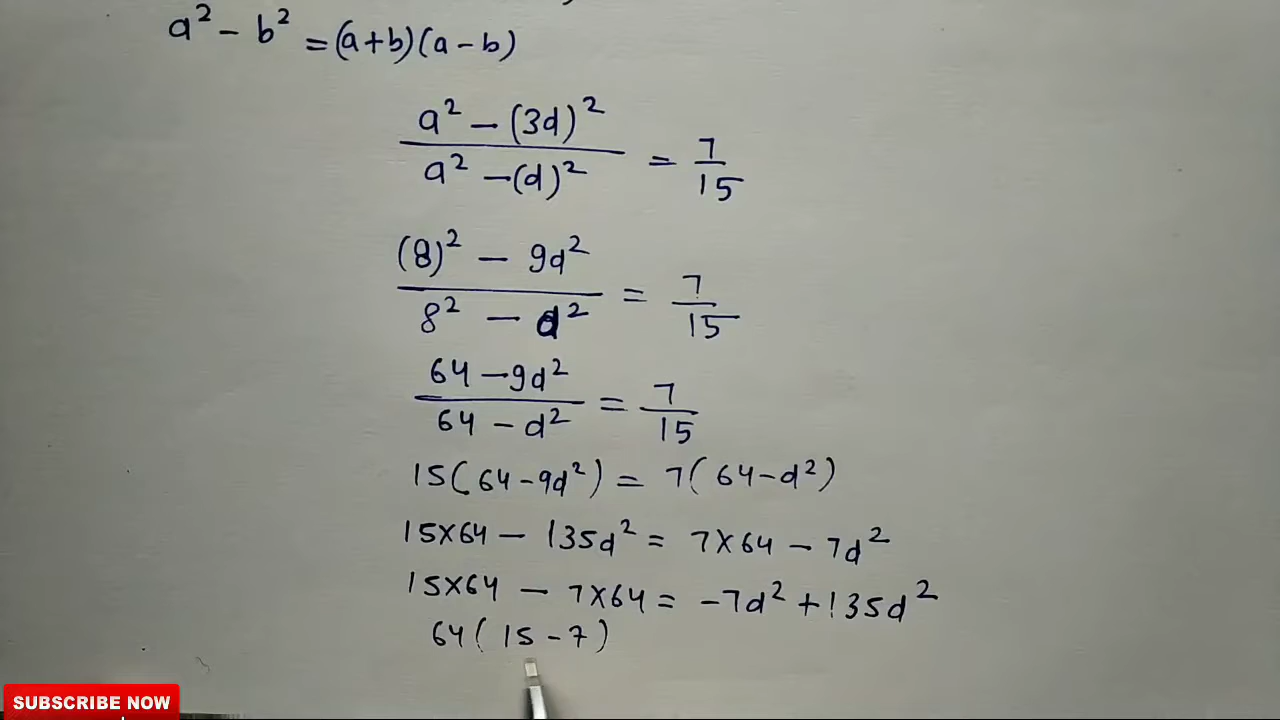 a² - b² = (a+b)(a-b)
a² - (3d)²
a² - (d)²
= 7/15
(8)² - 9d²
8² - d²
= 7/15
64 - 9d²
64 - d²
= 7/15
15(64-9d²) = 7(64-d²)
15×64 - 135d² = 7×64 - 7d²
15×64 - 7×64 = -7d² + 135d²
64(15-7)
SUBSCRIBE NOW